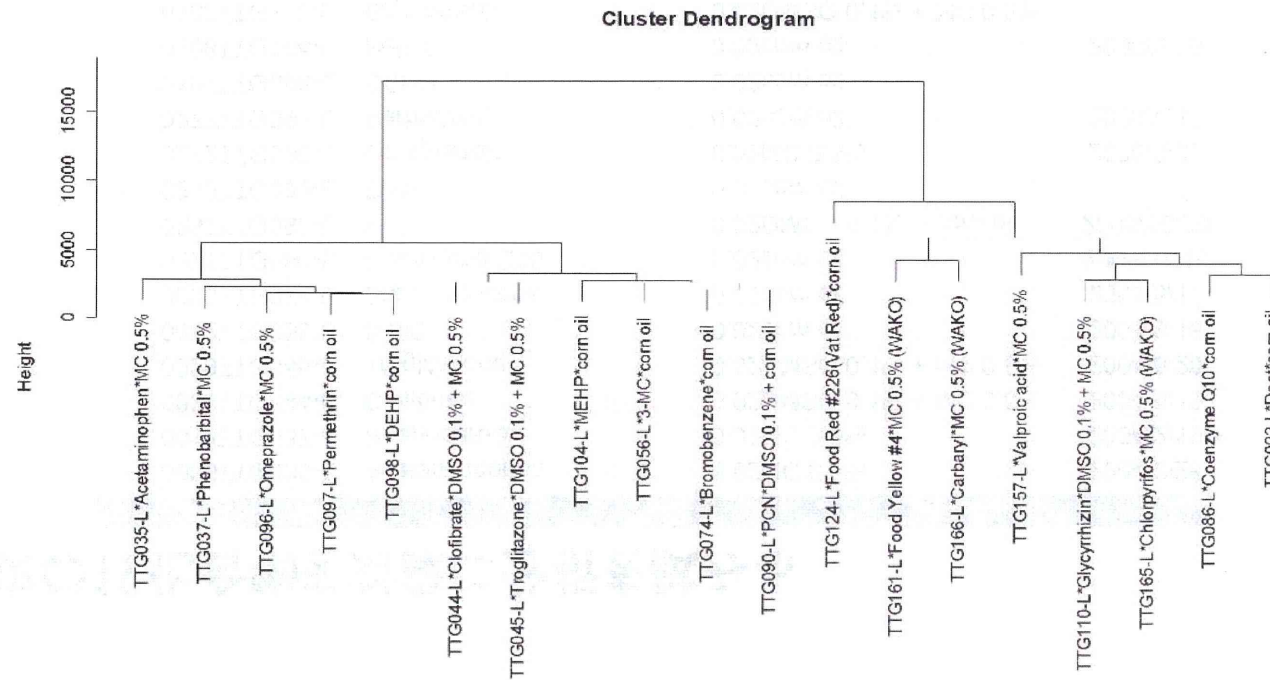 Cluster Dendrogram
Height
15000
10000
5000
0
TTG035-L*Acetaminophen*MC 0.5%
TTG037-L*Phenobarbital*MC 0.5%
TTG096-L*Omeprazole*MC 0.5%
TTG097-L*Permethrin*corn oil
TTG098-L*DEHP*corn oil
TTG044-L*Clofibrate*DMSO 0.1% + MC 0.5%
TTG045-L*Troglitazone*DMSO 0.1% + MC 0.5%
TTG104-L*MEHP*corn oil
TTG056-L*3-MC*corn oil
TTG074-L*Bromobenzene*corn oil
TTG090-L*PCN*DMSO 0.1% + corn oil
TTG124-L*Food Red #226(Vat Red)*corn oil
TTG161-L*Food Yellow #4*MC 0.5% (WAKO)
TTG166-L*Carbaryl*MC 0.5% (WAKO)
TTG157-L*Valproic acid*MC 0.5%
TTG110-L*Glycyrrhizin*DMSO 0.1% + MC 0.5%
TTG165-L*Chlorpyrifos*MC 0.5% WAKO)
TTG086-L*Coenzyme Q10*corn oil